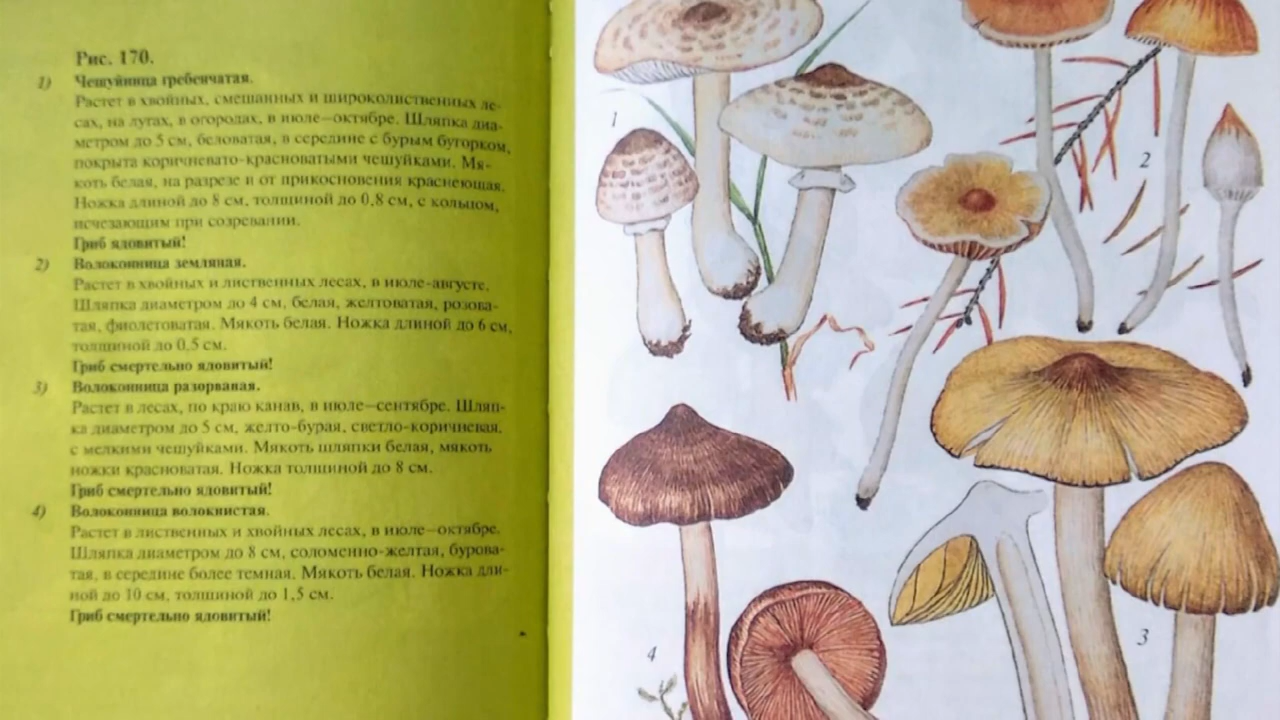 Рис. 170.
1) Чешуйница гребенчатая.
Растет в хвойных, смешанных и широколиственных ле-
сах, на лугах, в огородах, в июле—октябре. Шляпка диа-
метром до 5 см, беловатая, в середине с бурым бугорком,
покрыта коричневато-красноватыми чешуйками. Мя-
коть белая, на разрезе и от прикосновения краснеющая.
Ножка длиной до 8 см, толщиной до 0,8 см, с кольцом,
исчезающим при созревании.
Гриб ядовитый!
2) Волоконница земляная.
Растет в хвойных и лиственных лесах, в июле-августе.
Шляпка диаметром до 4 см, белая, желтоватая, розова-
тая, фиолетоватая. Мякоть белая. Ножка длиной до 6 см,
толщиной до 0,5 см.
Гриб смертельно ядовитый!
3) Волоконница разорваная.
Растет в лесах, по краю канав, в июле—сентябре. Шляп-
ка диаметром до 5 см, желто-бурая, светло-коричневая,
с мелкими чешуйками. Мякоть шляпки белая, мякоть
ножки красноватая. Ножка толщиной до 8 см.
Гриб смертельно ядовитый!
4) Волоконница волокнистая.
Растет в лиственных и хвойных лесах, в июле—октябре.
Шляпка диаметром до 8 см, соломенно-желтая, бурова-
тая, в середине более темная. Мякоть белая. Ножка дли-
ной до 10 см, толщиной до 1,5 см.
Гриб смертельно ядовитый!
1
2
3
4